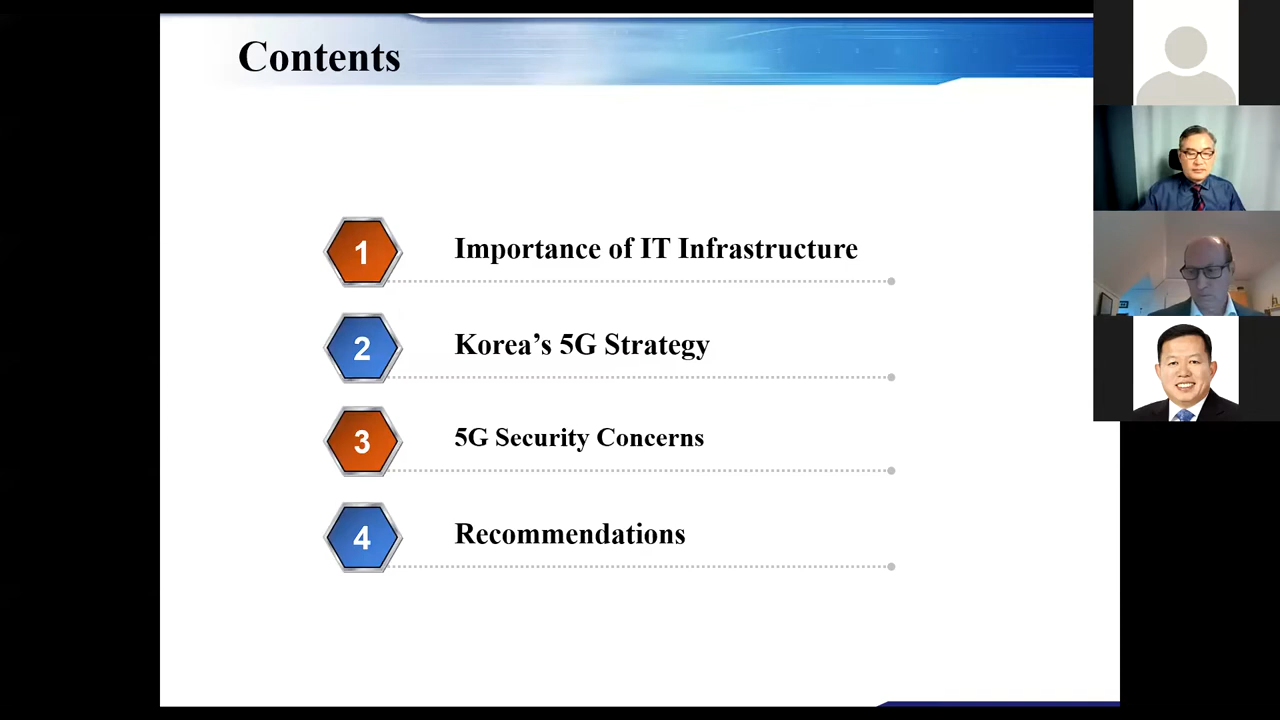 Contents
1 Importance of IT Infrastructure
2 Korea’s 5G Strategy
3 5G Security Concerns
4 Recommendations